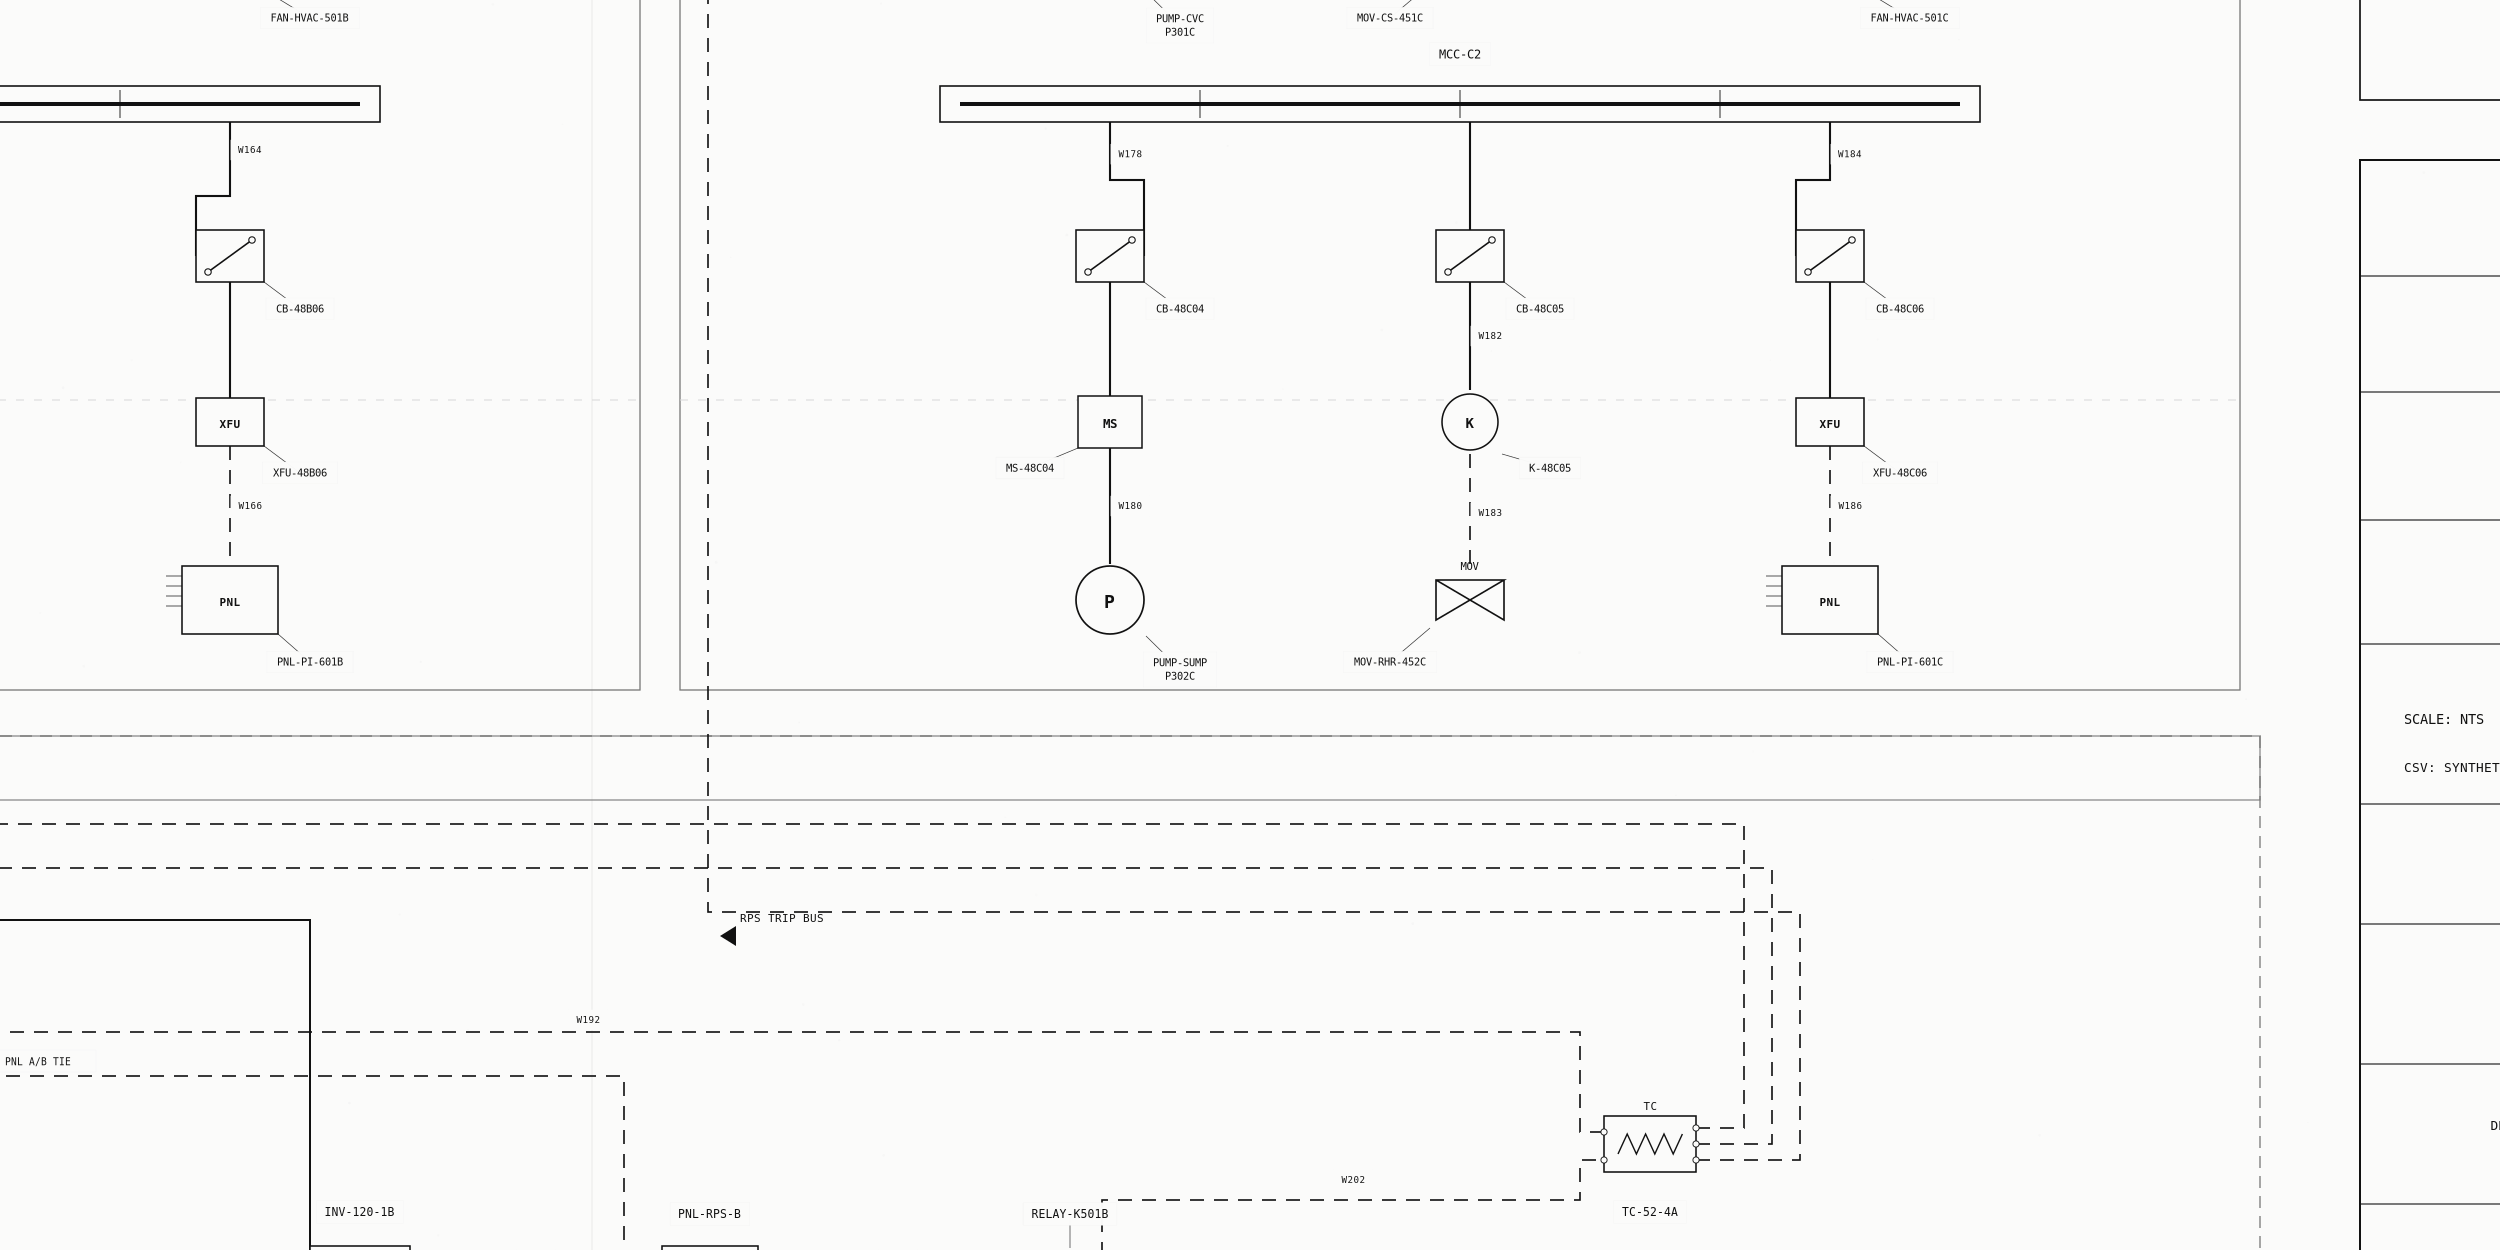 FAN-HVAC-501B
PUMP-CVC
P301C
MOV-CS-451C
FAN-HVAC-501C
MCC-C2
W164
W178
W184
CB-48B06
CB-48C04
CB-48C05
CB-48C06
W182
XFU
MS
K
XFU
XFU-48B06
MS-48C04
K-48C05
XFU-48C06
W166
W180
W183
W186
MOV
PNL
P
PNL
PNL-PI-601B
PUMP-SUMP
P302C
MOV-RHR-452C
PNL-PI-601C
SCALE: NTS
CSV: SYNTHET
RPS TRIP BUS
W192
PNL A/B TIE
TC
W202
INV-120-1B
PNL-RPS-B
RELAY-K501B
TC-52-4A